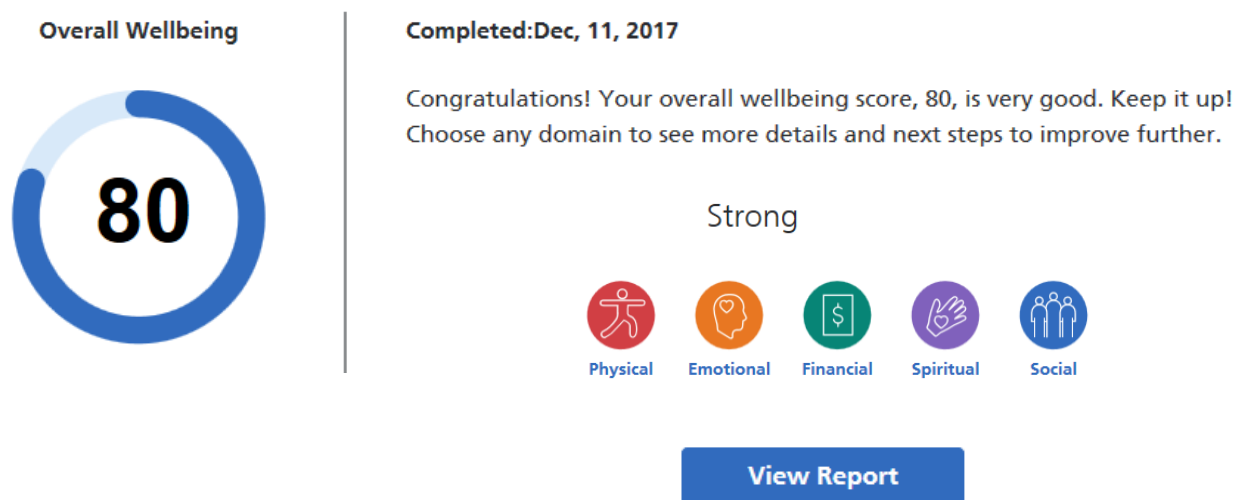 Overall Wellbeing
80
Completed:Dec, 11, 2017
Congratulations! Your overall wellbeing score, 80, is very good. Keep it up!
Choose any domain to see more details and next steps to improve further.
Strong
$
Physical Emotional Financial Spiritual Social
View Report